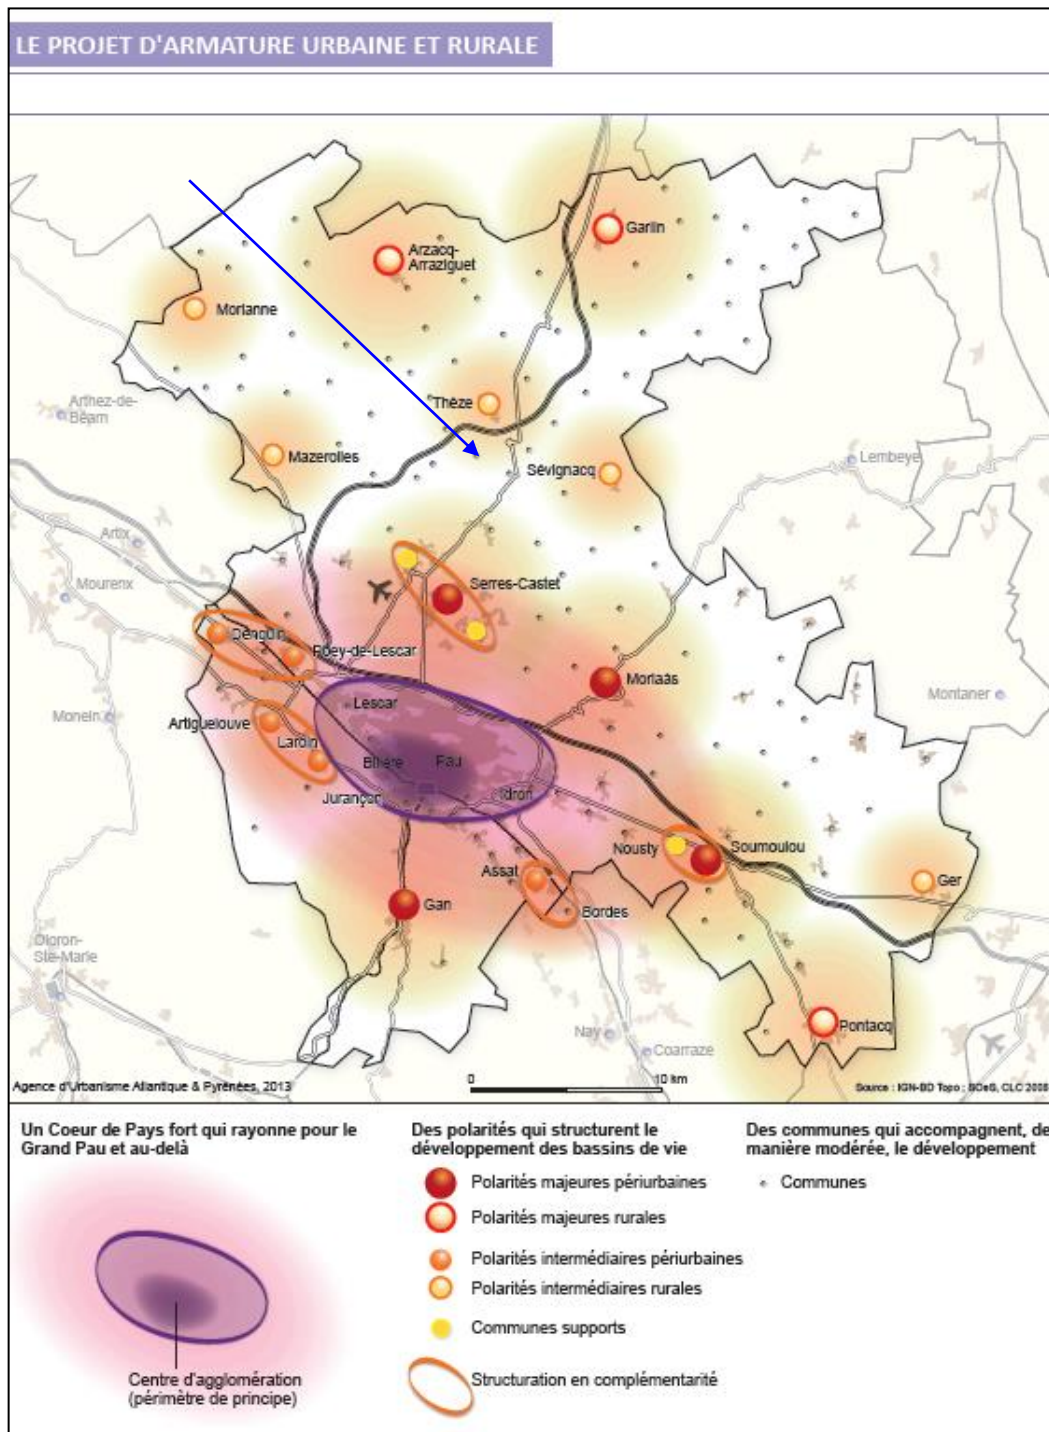 LE PROJET D'ARMATURE URBAINE ET RURALE
Garlin
Arzacq-
Arraziguet
Morlanne
Thèze
Arthez-de-
Béarn
Mazerolles
Sévignacq
Lembeye
Artix
Mourenx
Serres-Castet
Denguin
Poey-de-Lescar
Morlaàs
Montaner
Lescar
Monein
Artiguelouve
Laroin
Billère
Pau
Jurançon
Idron
Nousty
Soumoulou
Assat
Ger
Gan
Bordes
Oloron-
Ste-Marie
Nay
Pontacq
Coarraze
Agence d'Urbanisme Atlantique & Pyrénées, 2013
0
10 km
Source : IGN-BD Topo ; SOeS, CLC 2006
Un Coeur de Pays fort qui rayonne pour le
Grand Pau et au-delà
Centre d'agglomération
(périmètre de principe)
Des polarités qui structurent le
développement des bassins de vie
Polarités majeures périurbaines
Polarités majeures rurales
Polarités intermédiaires périurbaines
Polarités intermédiaires rurales
Communes supports
Structuration en complémentarité
Des communes qui accompagnent, de
manière modérée, le développement
Communes